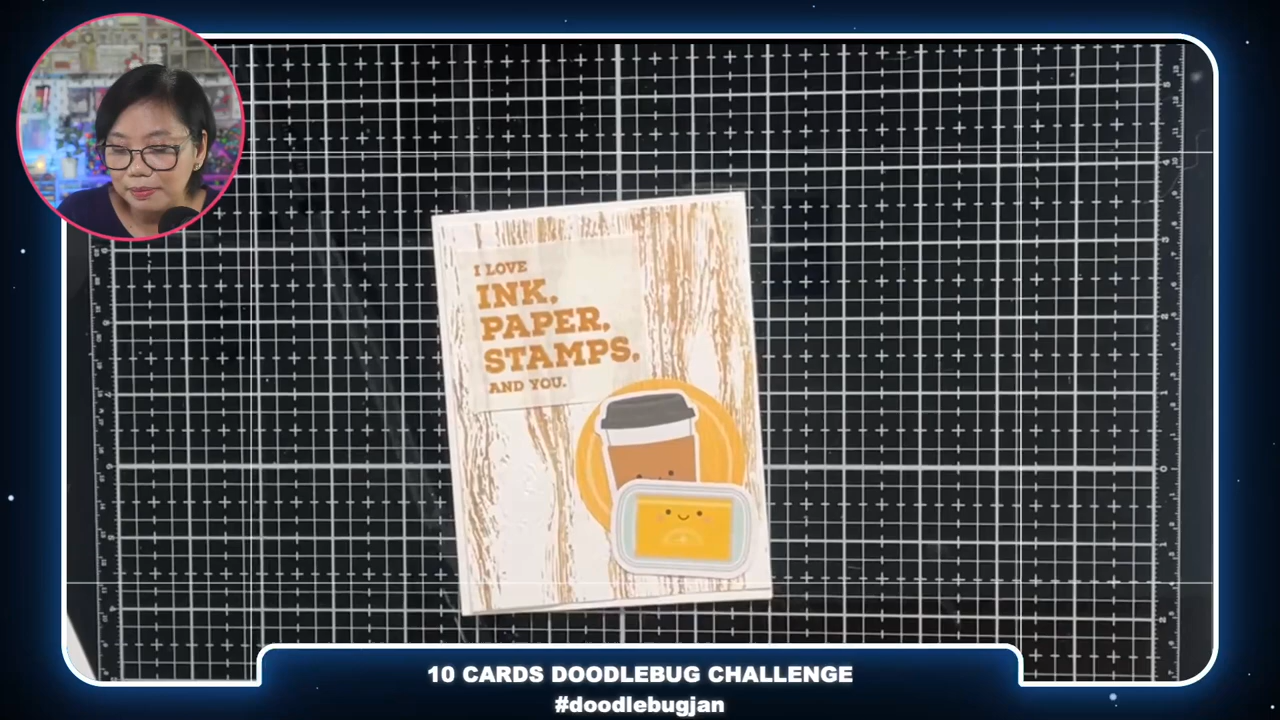 I LOVE
INK.
PAPER,
STAMPS.
AND YOU.
10 CARDS DOODLEBUG CHALLENGE
#doodlebugjan